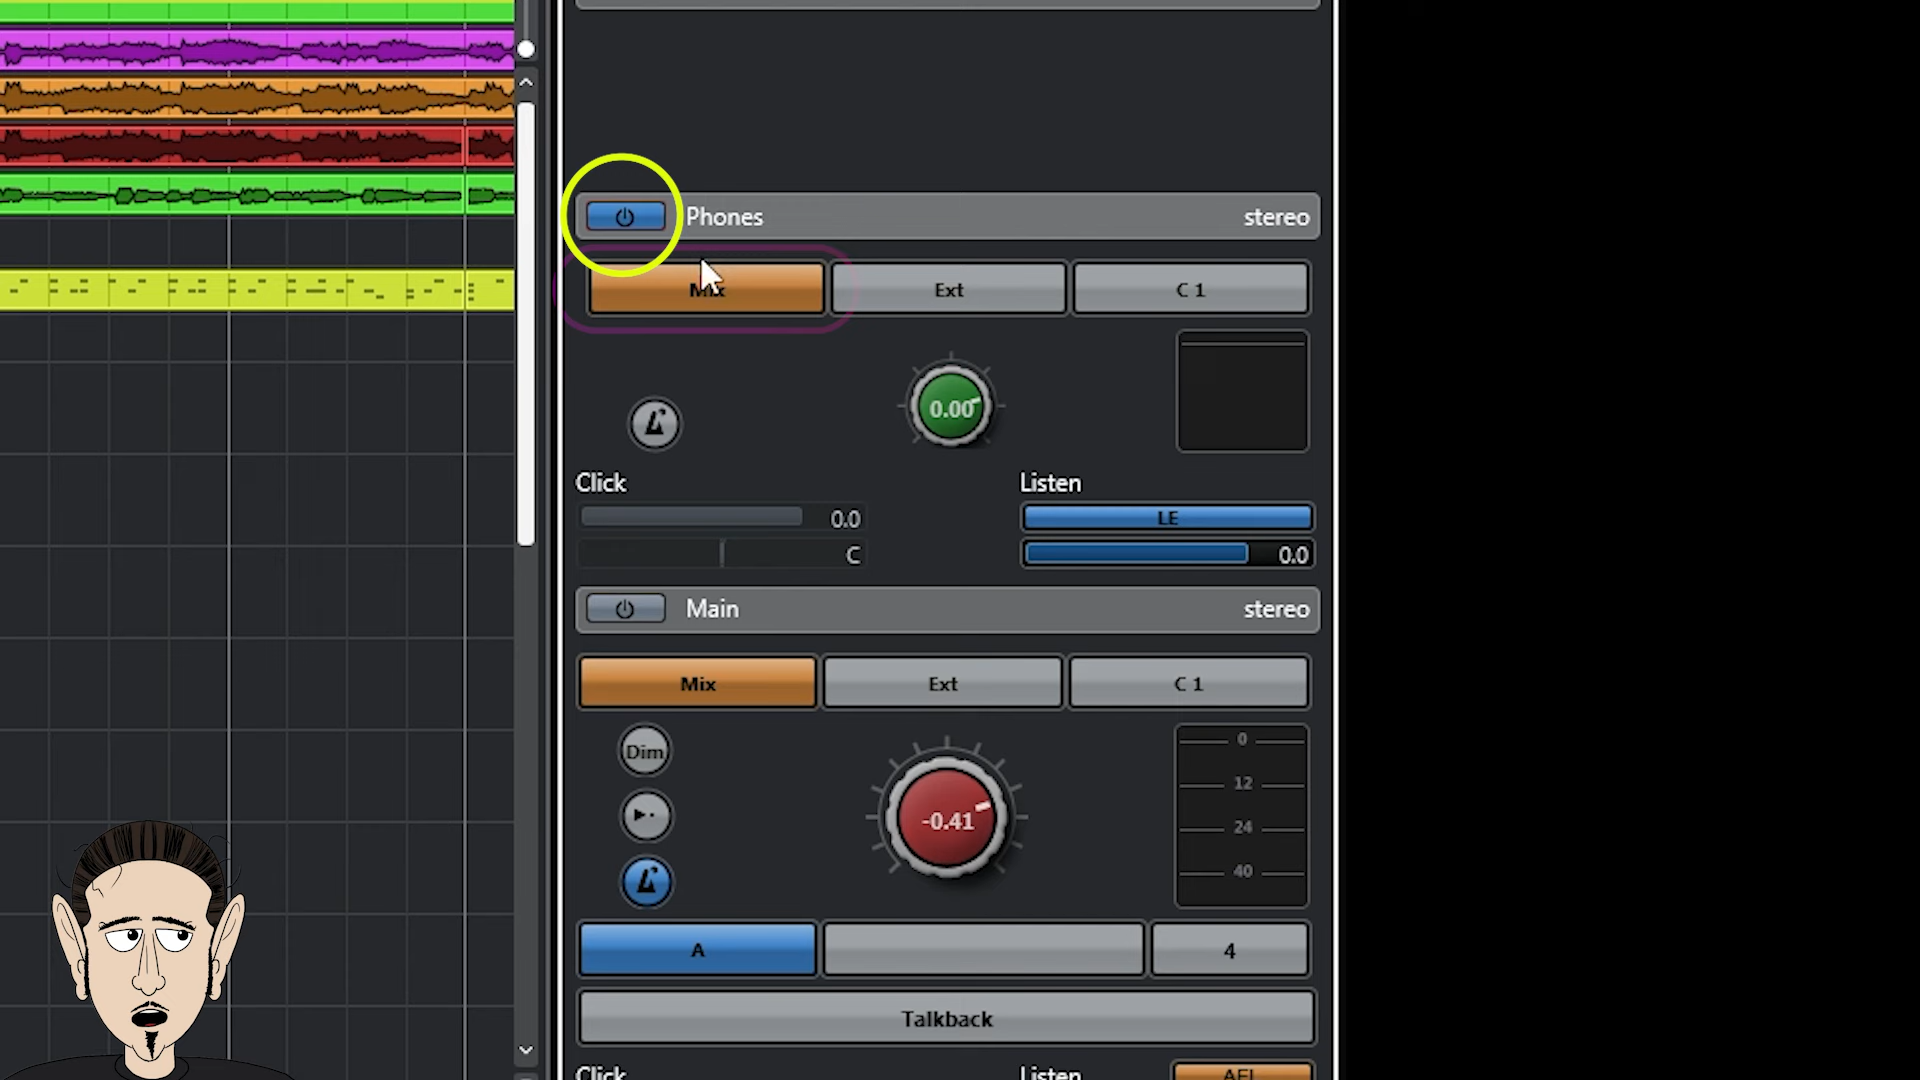 Phones stereo
Mix Ext C 1
0.00
Click Listen
0.0 LE
C 0.0
Main stereo
Mix Ext C 1
Dim
-0.41
0
12
24
40
A 4
Talkback
Click Listen AFL